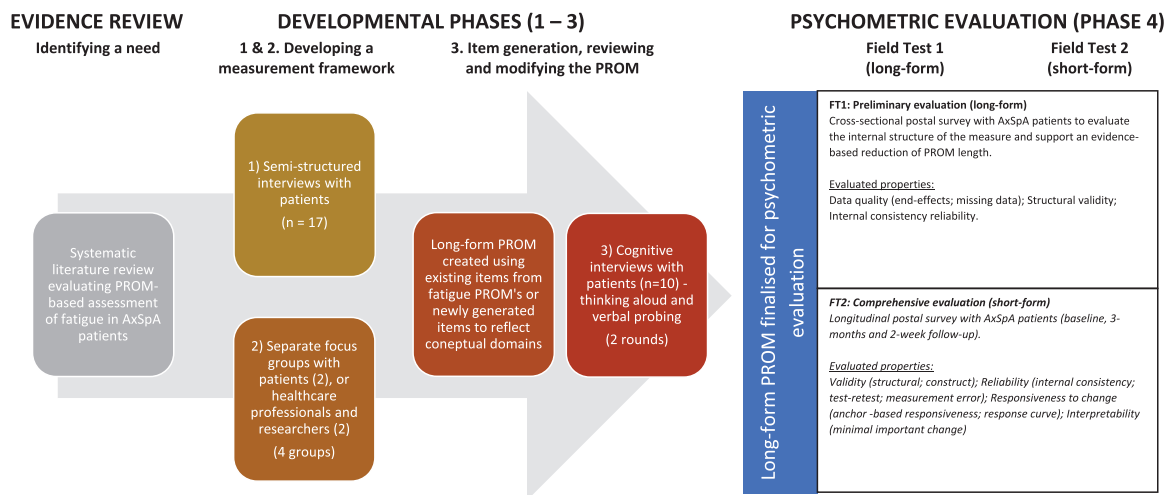 EVIDENCE REVIEW
Identifying a need
DEVELOPMENTAL PHASES (1 – 3)
1 & 2. Developing a
measurement framework
3. Item generation, reviewing
and modifying the PROM
PSYCHOMETRIC EVALUATION (PHASE 4)
Field Test 1
(long-form)
Field Test 2
(short-form)
Systematic
literature review
evaluating PROM-
based assessment
of fatigue in AxSpA
patients
1) Semi-structured
interviews with
patients
(n = 17)
2) Separate focus
groups with
patients (2), or
healthcare
professionals and
researchers (2)
(4 groups)
Long-form PROM
created using
existing items from
fatigue PROM's or
newly generated
items to reflect
coneptual domains
3) Cognitive
interviews with
patients (n=10) -
thinking aloud and
verbal probing
(2 rounds)
Long-form PROM finalised for psychometric
evaluation
FT1: Preliminary evaluation (long-form)
Cross-sectional postal survey with AxSpA patients to evaluate
the internal structure of the measure and support an evidence-
based reduction of PROM length.
Evaluated properties:
Data quality (end-effects; missing data); Structural validity;
Internal consistency reliability.
FT2: Comprehensive evaluation (short-form)
Longitudinal postal survey with AxSpA patients (baseline, 3-
months and 2-week follow-up).
Evaluated properties:
Validity (structural; construct); Reliability (internal consistency;
test-retest; measurement error); Responsiveness to change
(anchor -based responsiveness; response curve); Interpretability
(minimal important change)